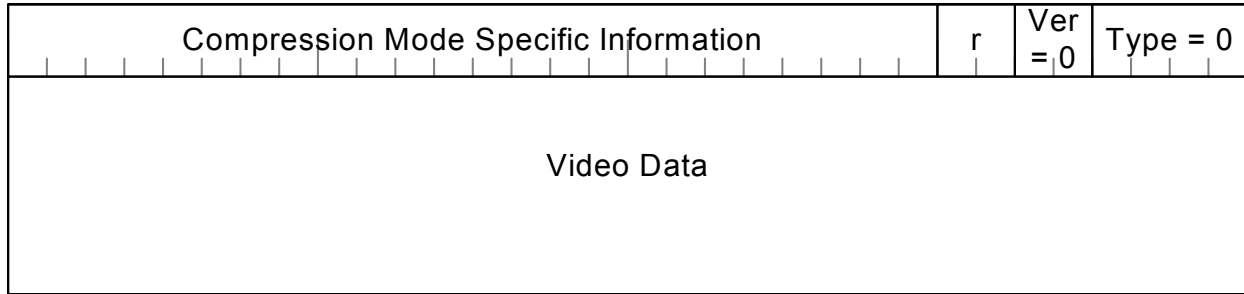 Compression Mode Specific Information
r
Ver
= 0
Type = 0
Video Data